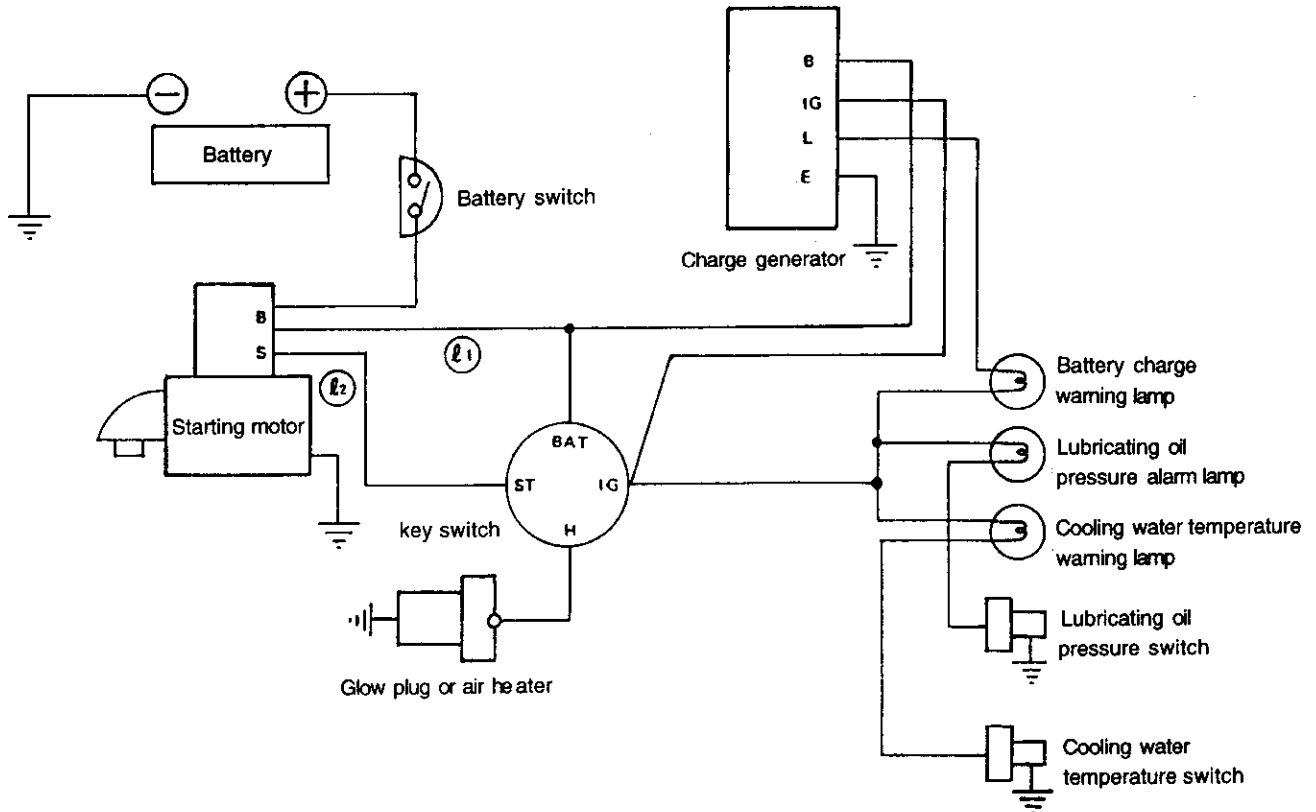 B
IG
L
E
Charge generator
−
+
Battery
Battery switch
B
S
ℓ1
ℓ2
Starting motor
BAT
ST
IG
H
key switch
Glow plug or air heater
Battery charge
warning lamp
Lubricating oil
pressure alarm lamp
Cooling water temperature
warning lamp
Lubricating oil
pressure switch
Cooling water
temperature switch